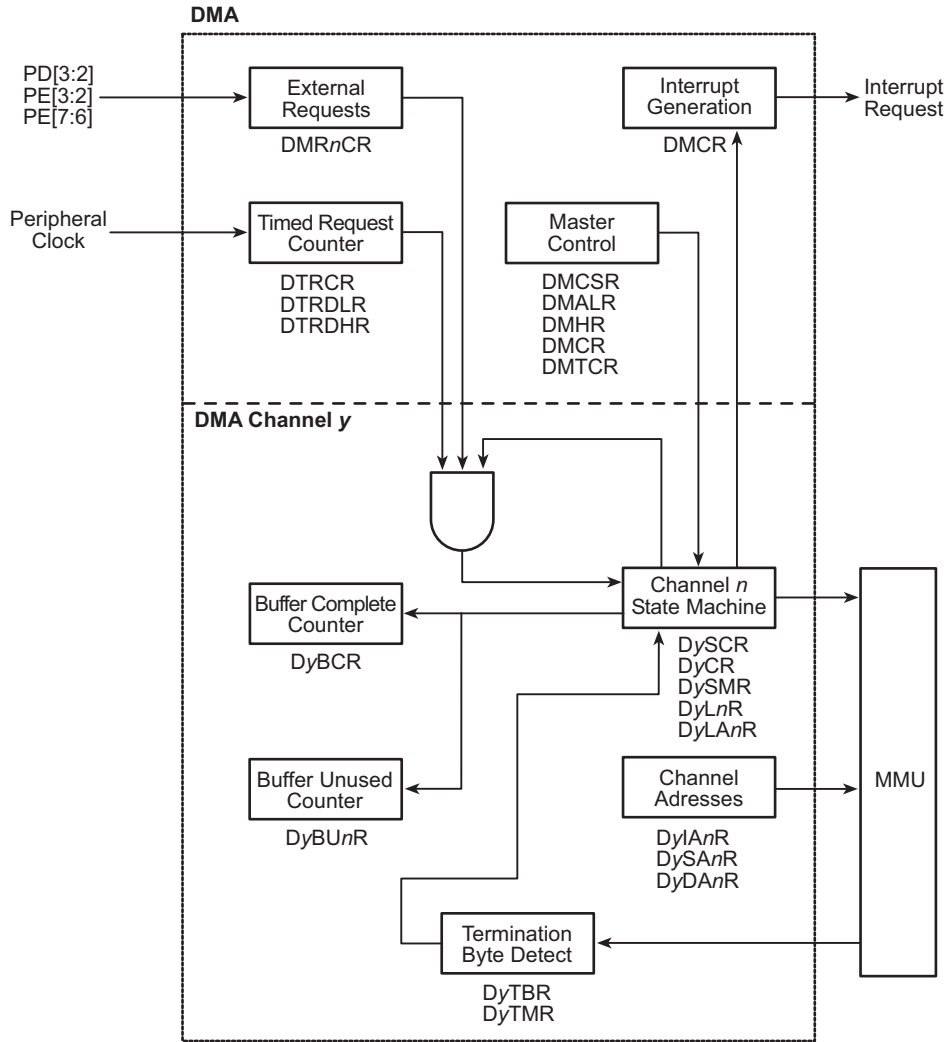 DMA
PD[3:2]
PE[3:2]
PE[7:6]
External
Requests
DMRnCR
Interrupt
Generation
DMCR
Interrupt
Request
Peripheral
Clock
Timed Request
Counter
DTRCR
DTRDLR
DTRDHR
Master
Control
DMCSR
DMALR
DMHR
DMCR
DMTCR
DMA Channel y
Buffer Complete
Counter
DyBCR
Channel n
State Machine
DySCR
DyCR
DySMR
DyLnR
DyLAnR
Buffer Unused
Counter
DyBUnR
Channel
Adresses
DyIAnR
DySAnR
DyDAnR
MMU
Termination
Byte Detect
DyTBR
DyTMR